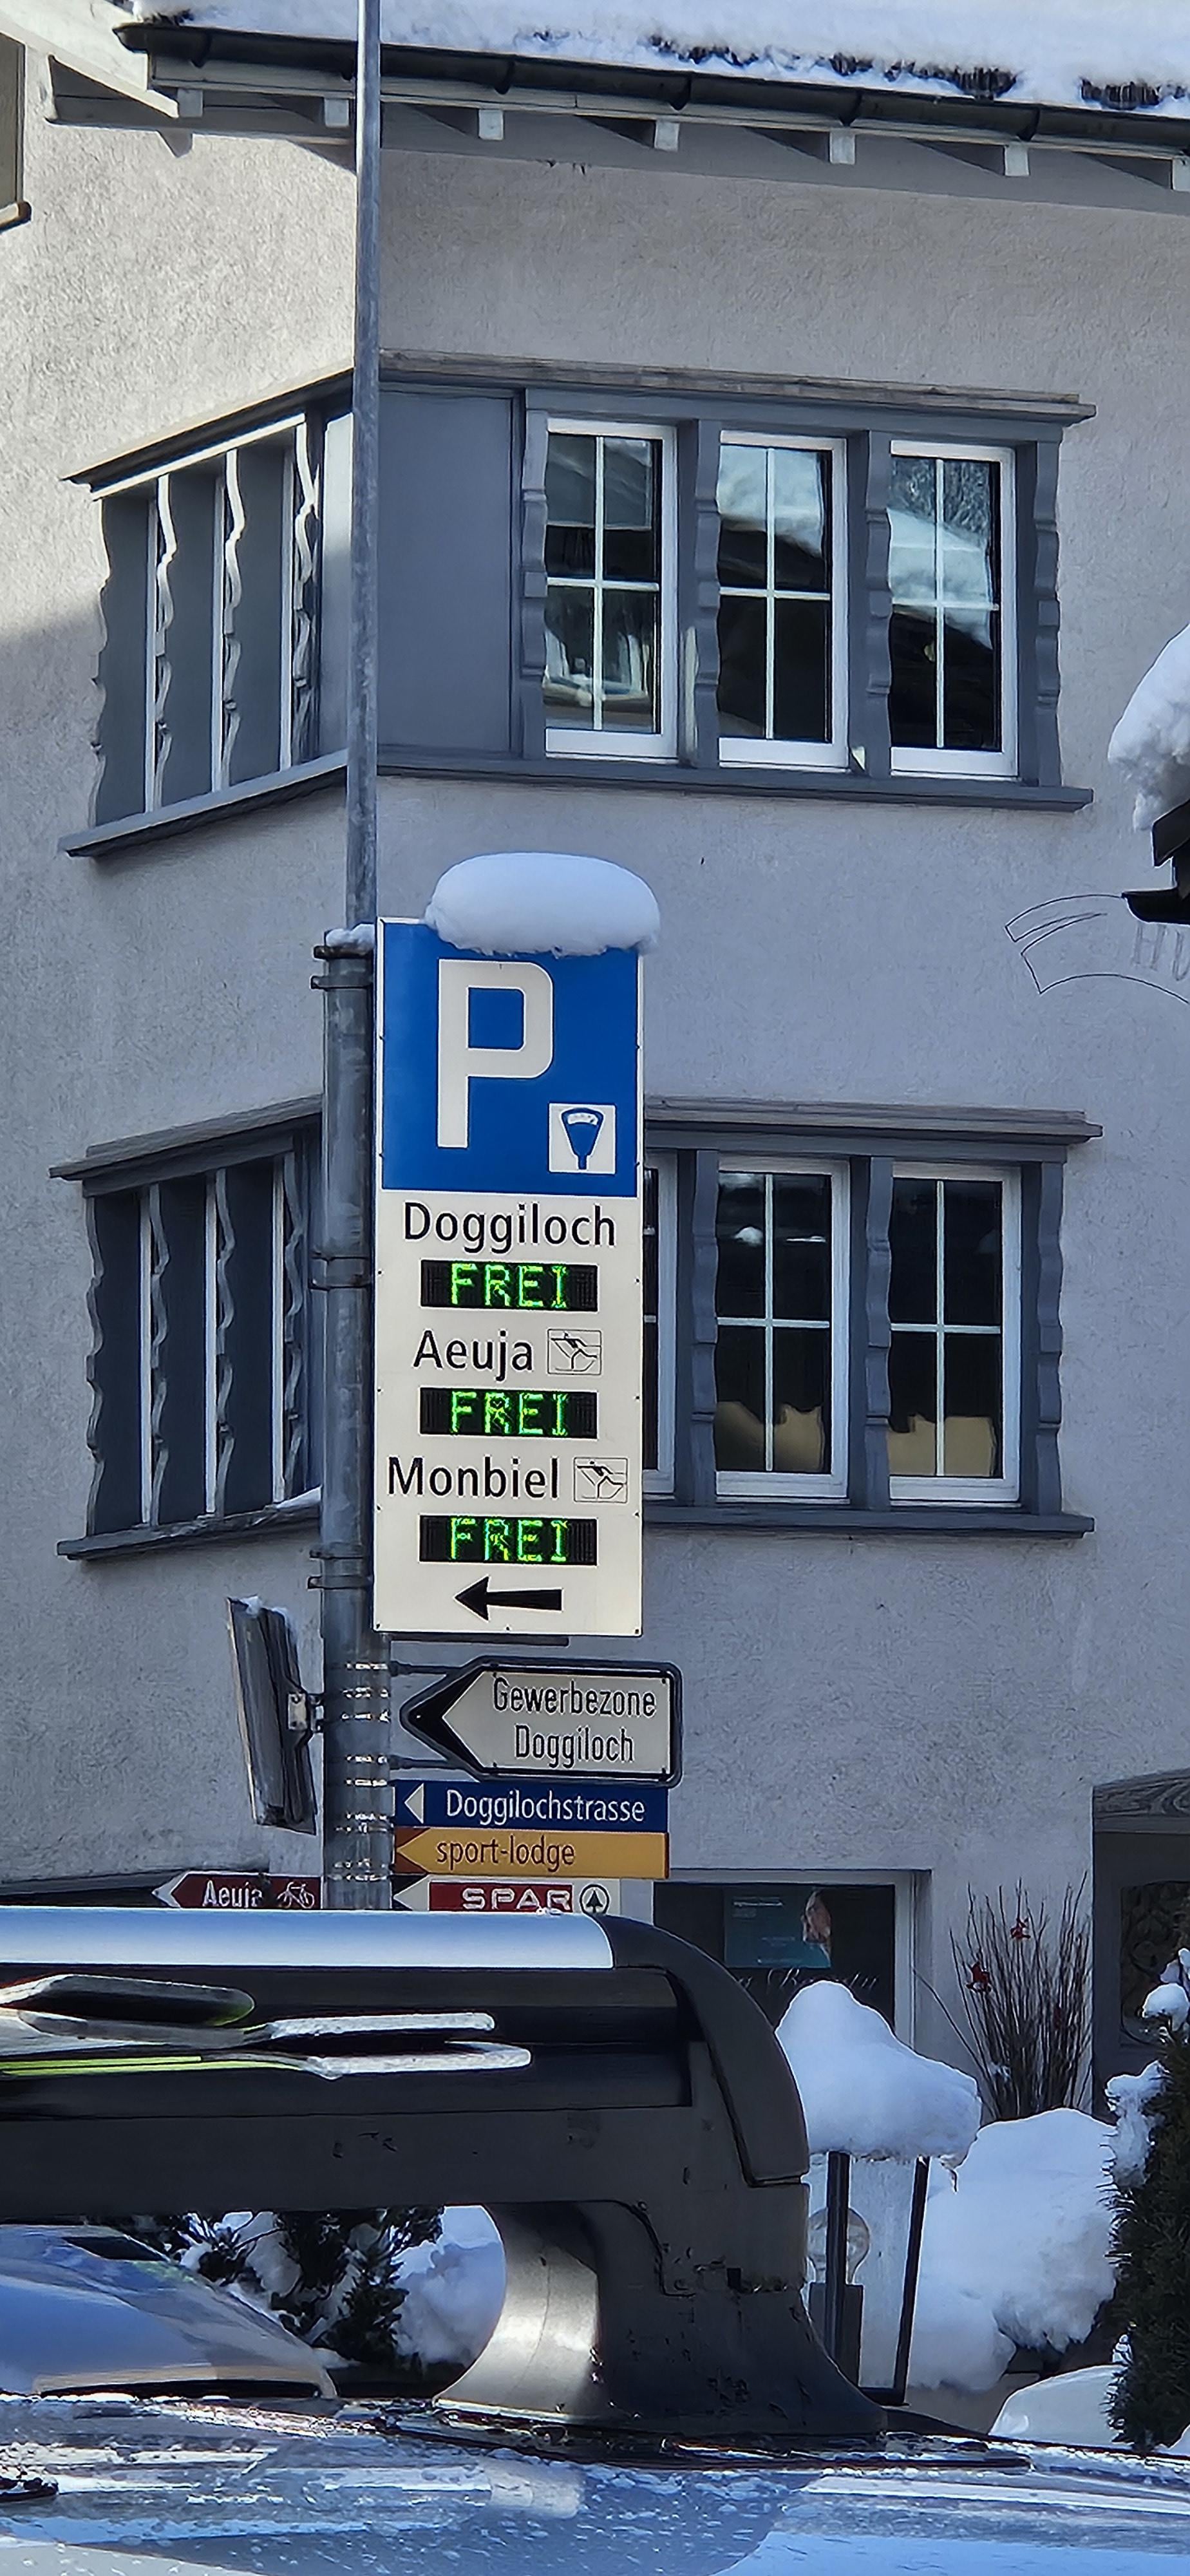 P
Doggiloch
FREI
Aeuja
FREI
Monbiel
FREI
Gewerbezone
Doggiloch
Doggilochstrasse
sport-lodge
Aeuja
SPAR